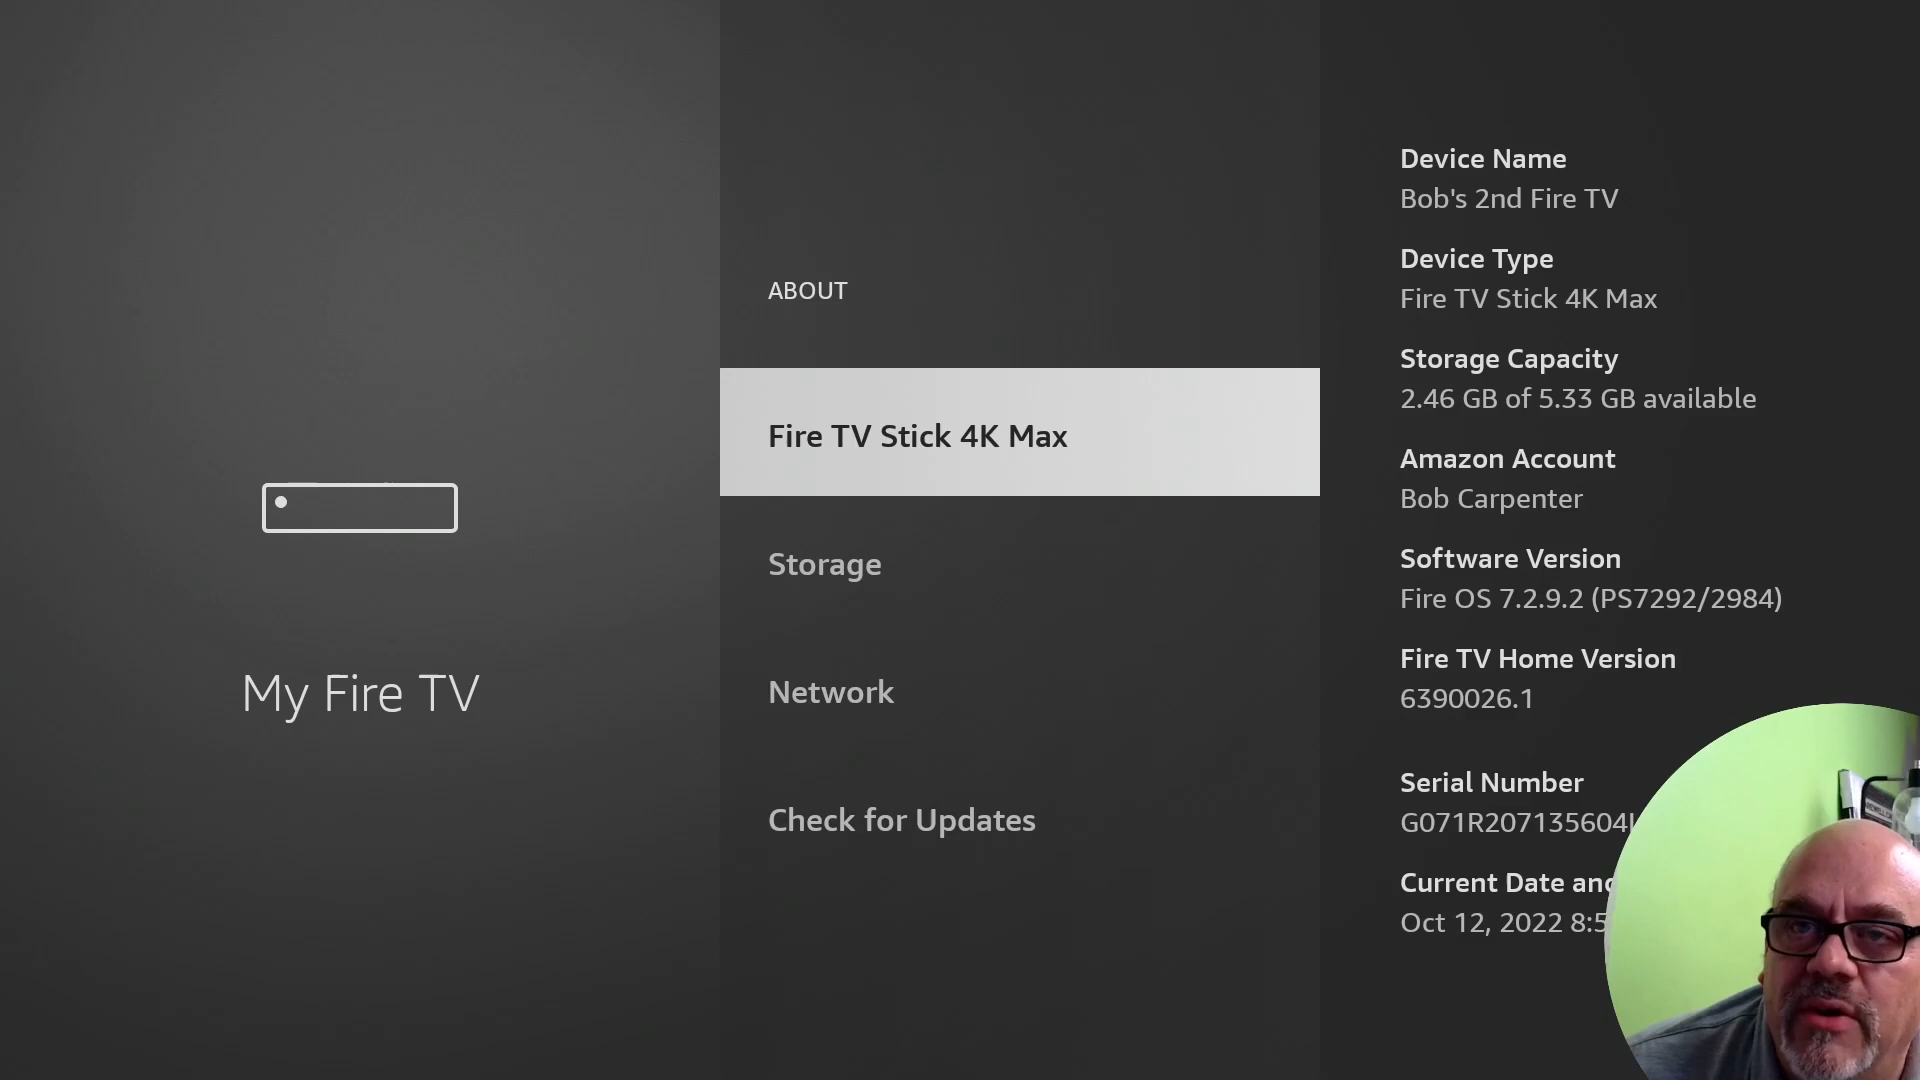 My Fire TV
ABOUT
Fire TV Stick 4K Max
Storage
Network
Check for Updates
Device Name
Bob's 2nd Fire TV
Device Type
Fire TV Stick 4K Max
Storage Capacity
2.46 GB of 5.33 GB available
Amazon Account
Bob Carpenter
Software Version
Fire OS 7.2.9.2 (PS7292/2984)
Fire TV Home Version
6390026.1
Serial Number
G071R207135604
Current Date and
Oct 12, 2022 8:5